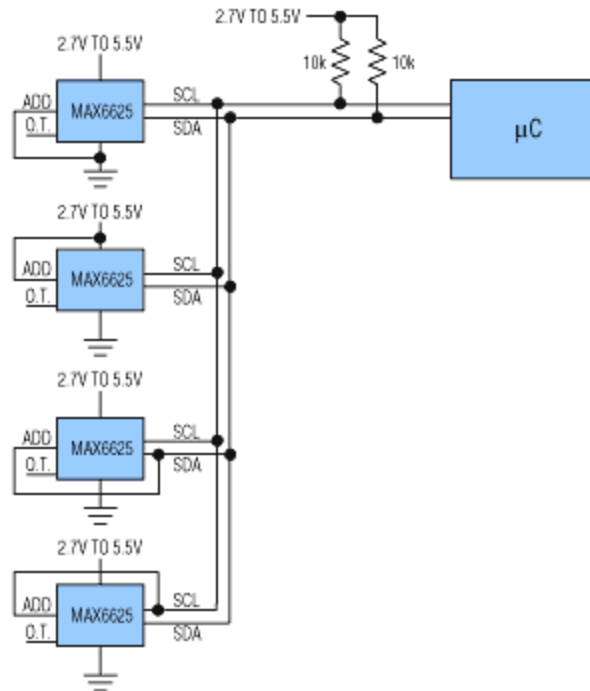 2.7V TO 5.5V
10k
10k
2.7V TO 5.5V
ADD
MAX6625
SCL
O.T.
SDA
µC
2.7V TO 5.5V
ADD
MAX6625
SCL
O.T.
SDA
2.7V TO 5.5V
ADD
MAX6625
SCL
O.T.
SDA
2.7V TO 5.5V
ADD
MAX6625
SCL
O.T.
SDA